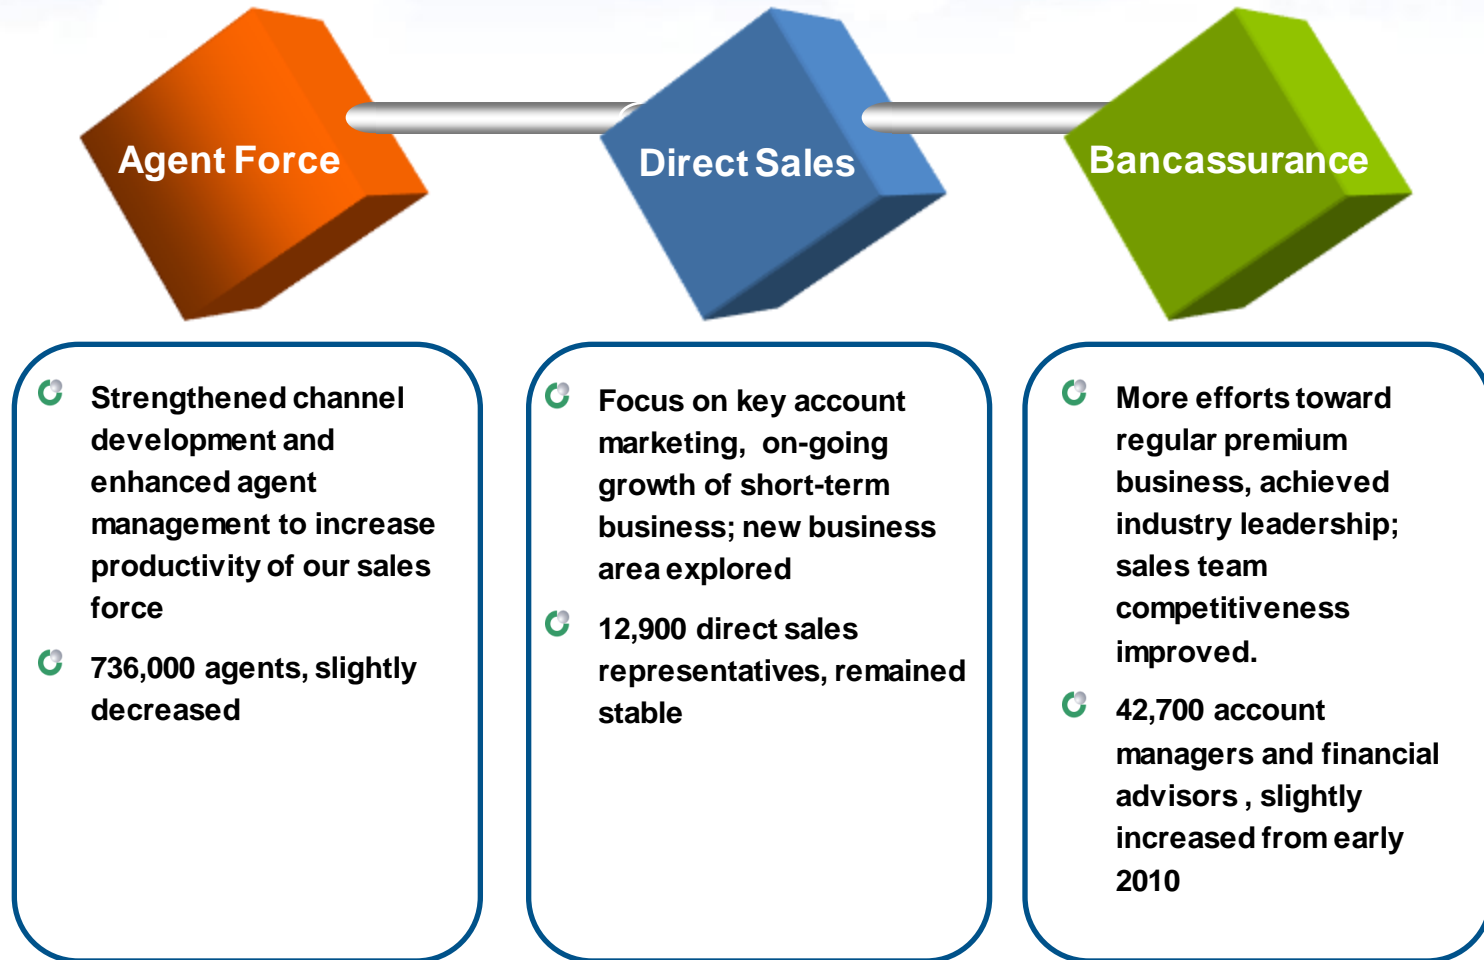 Agent Force
Direct Sales
Bancassurance
Strengthened channel
development and
enhanced agent
management to increase
productivity of our sales
force
736,000 agents, slightly
decreased
Focus on key account
marketing,  on-going
growth of short-term
business; new business
area explored
12,900 direct sales
representatives, remained
stable
More efforts toward
regular premium
business, achieved
industry leadership;
sales team
competitiveness
improved.
42,700 account
managers and financial
advisors , slightly
increased from early
2010